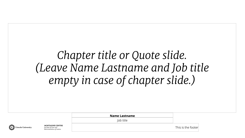 Chapter title or Quote slide.
(Leave Name Lastname and Job title
empty in case of chapter slide.)
Name Lastname
Job title
This is the footer